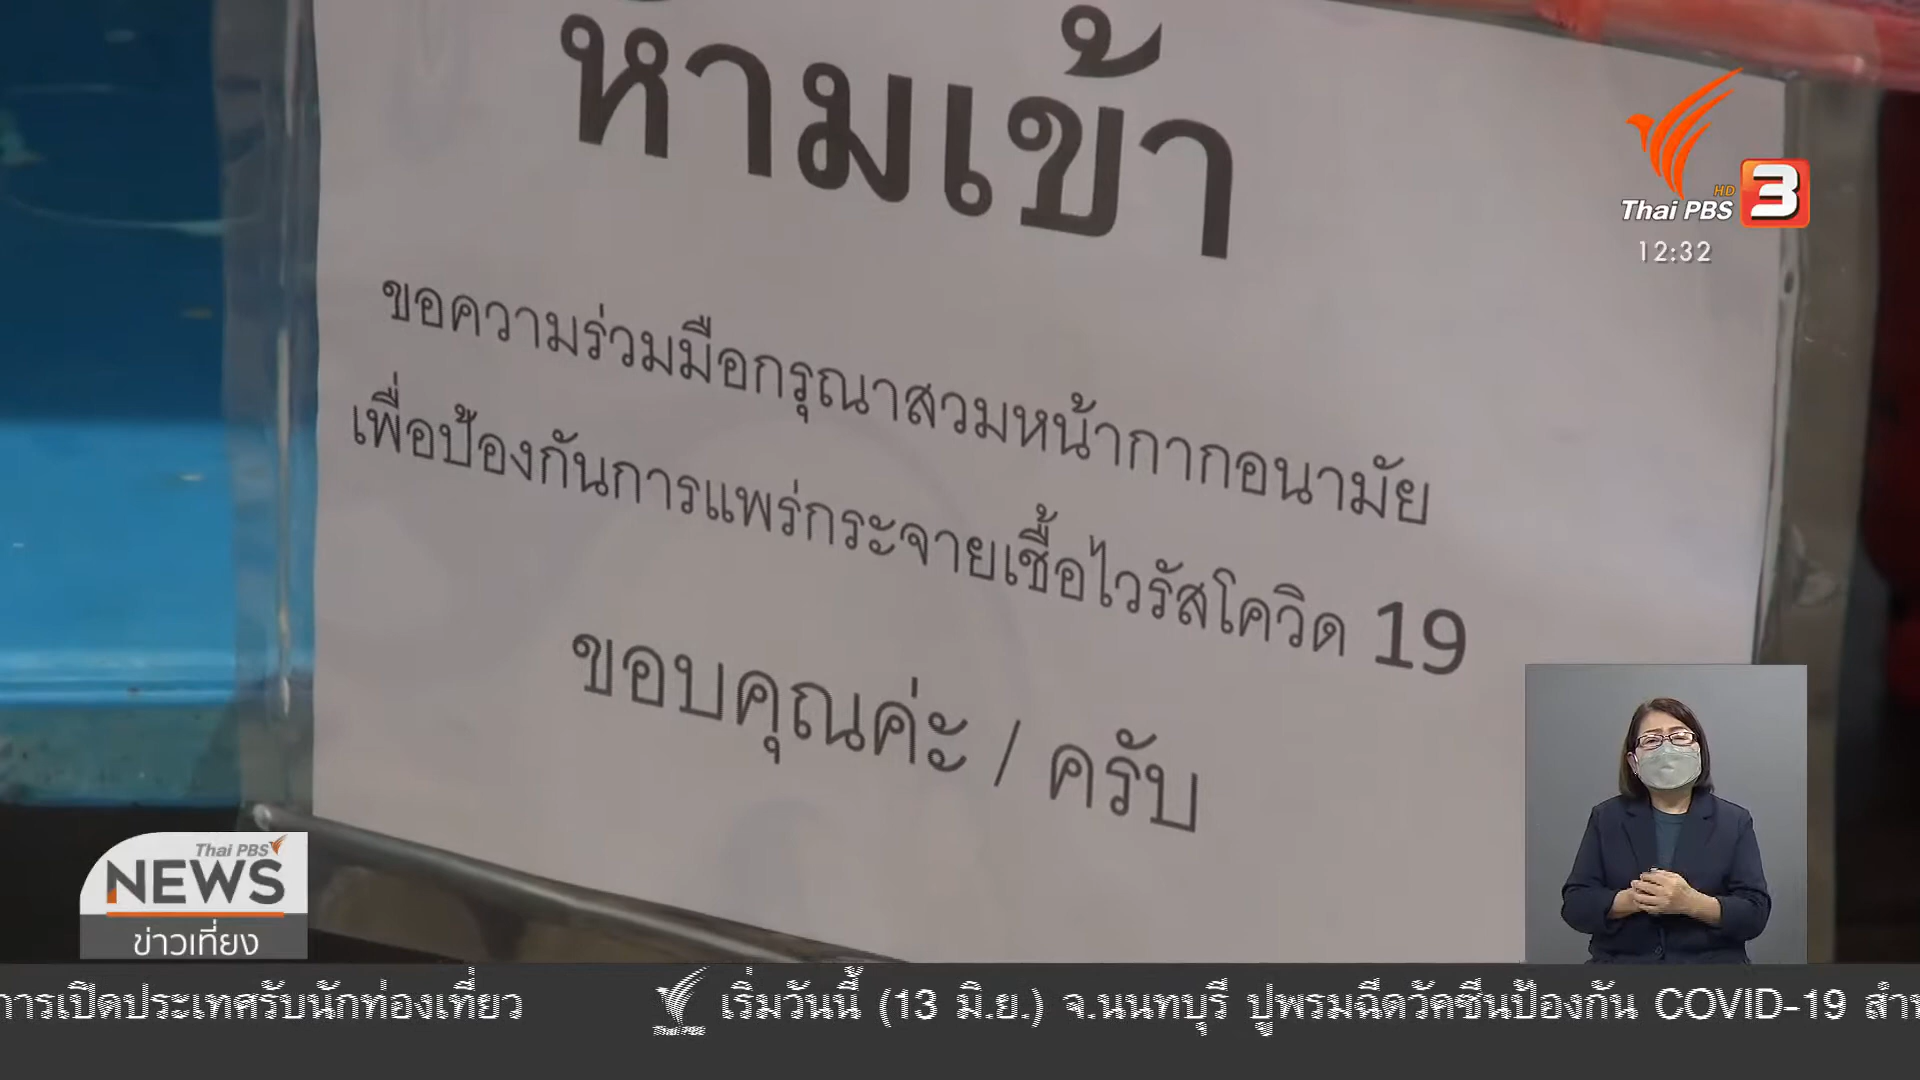 ห้ามเข้า
ขอความร่วมมือกรุณาสวมหน้ากากอนามัย
เพื่อป้องกันการแพร่กระจายเชื้อไวรัสโควิด 19
ขอบคุณค่ะ / ครับ
HD
Thai PBS 3
12:32
Thai PBS
NEWS
ข่าวเที่ยง
การเปิดประเทศรับนักท่องเที่ยว Thai PBS เริ่มวันนี้ (13 มิ.ย.) จ.นนทบุรี ปูพรมฉีดวัคซีนป้องกัน COVID-19